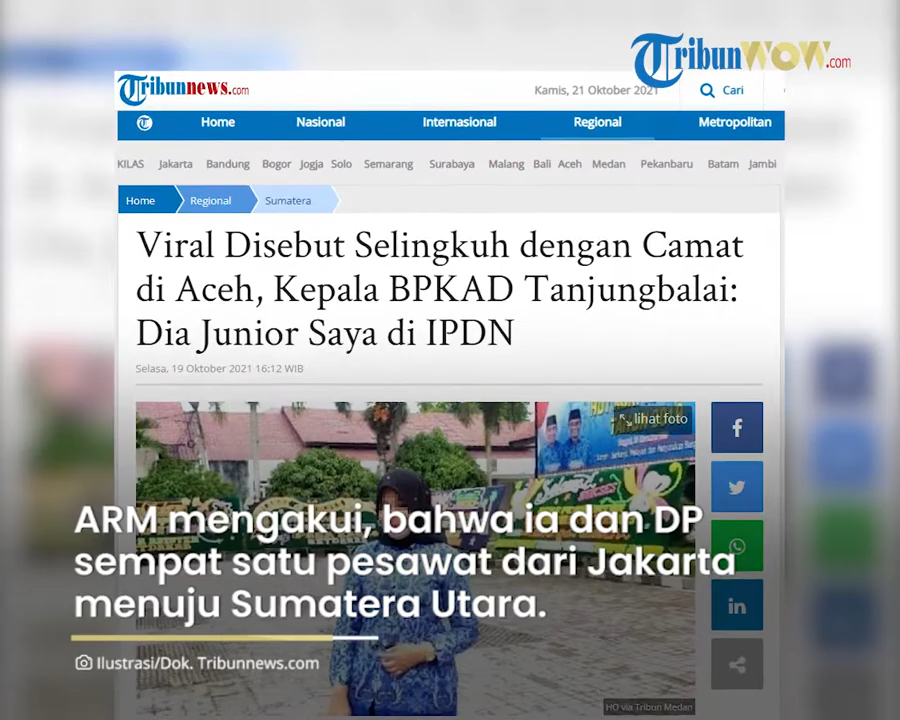 TribunWOW.com
Tribunnews.com
Kamis, 21 Oktober 2021
Cari
Home Nasional Internasional Regional Metropolitan
KILAS Jakarta Bandung Bogor Jogja Solo Semarang Surabaya Malang Bali Aceh Medan Pekanbaru Batam Jambi
Home Regional Sumatera
Viral Disebut Selingkuh dengan Camat
di Aceh, Kepala BPKAD Tanjungbalai:
Dia Junior Saya di IPDN
Selasa, 19 Oktober 2021 16:12 WIB
lihat foto
ARM mengakui, bahwa ia dan DP
sempat satu pesawat dari Jakarta
menuju Sumatera Utara.
Ilustrasi/Dok. Tribunnews.com
HO via Tribun Medan